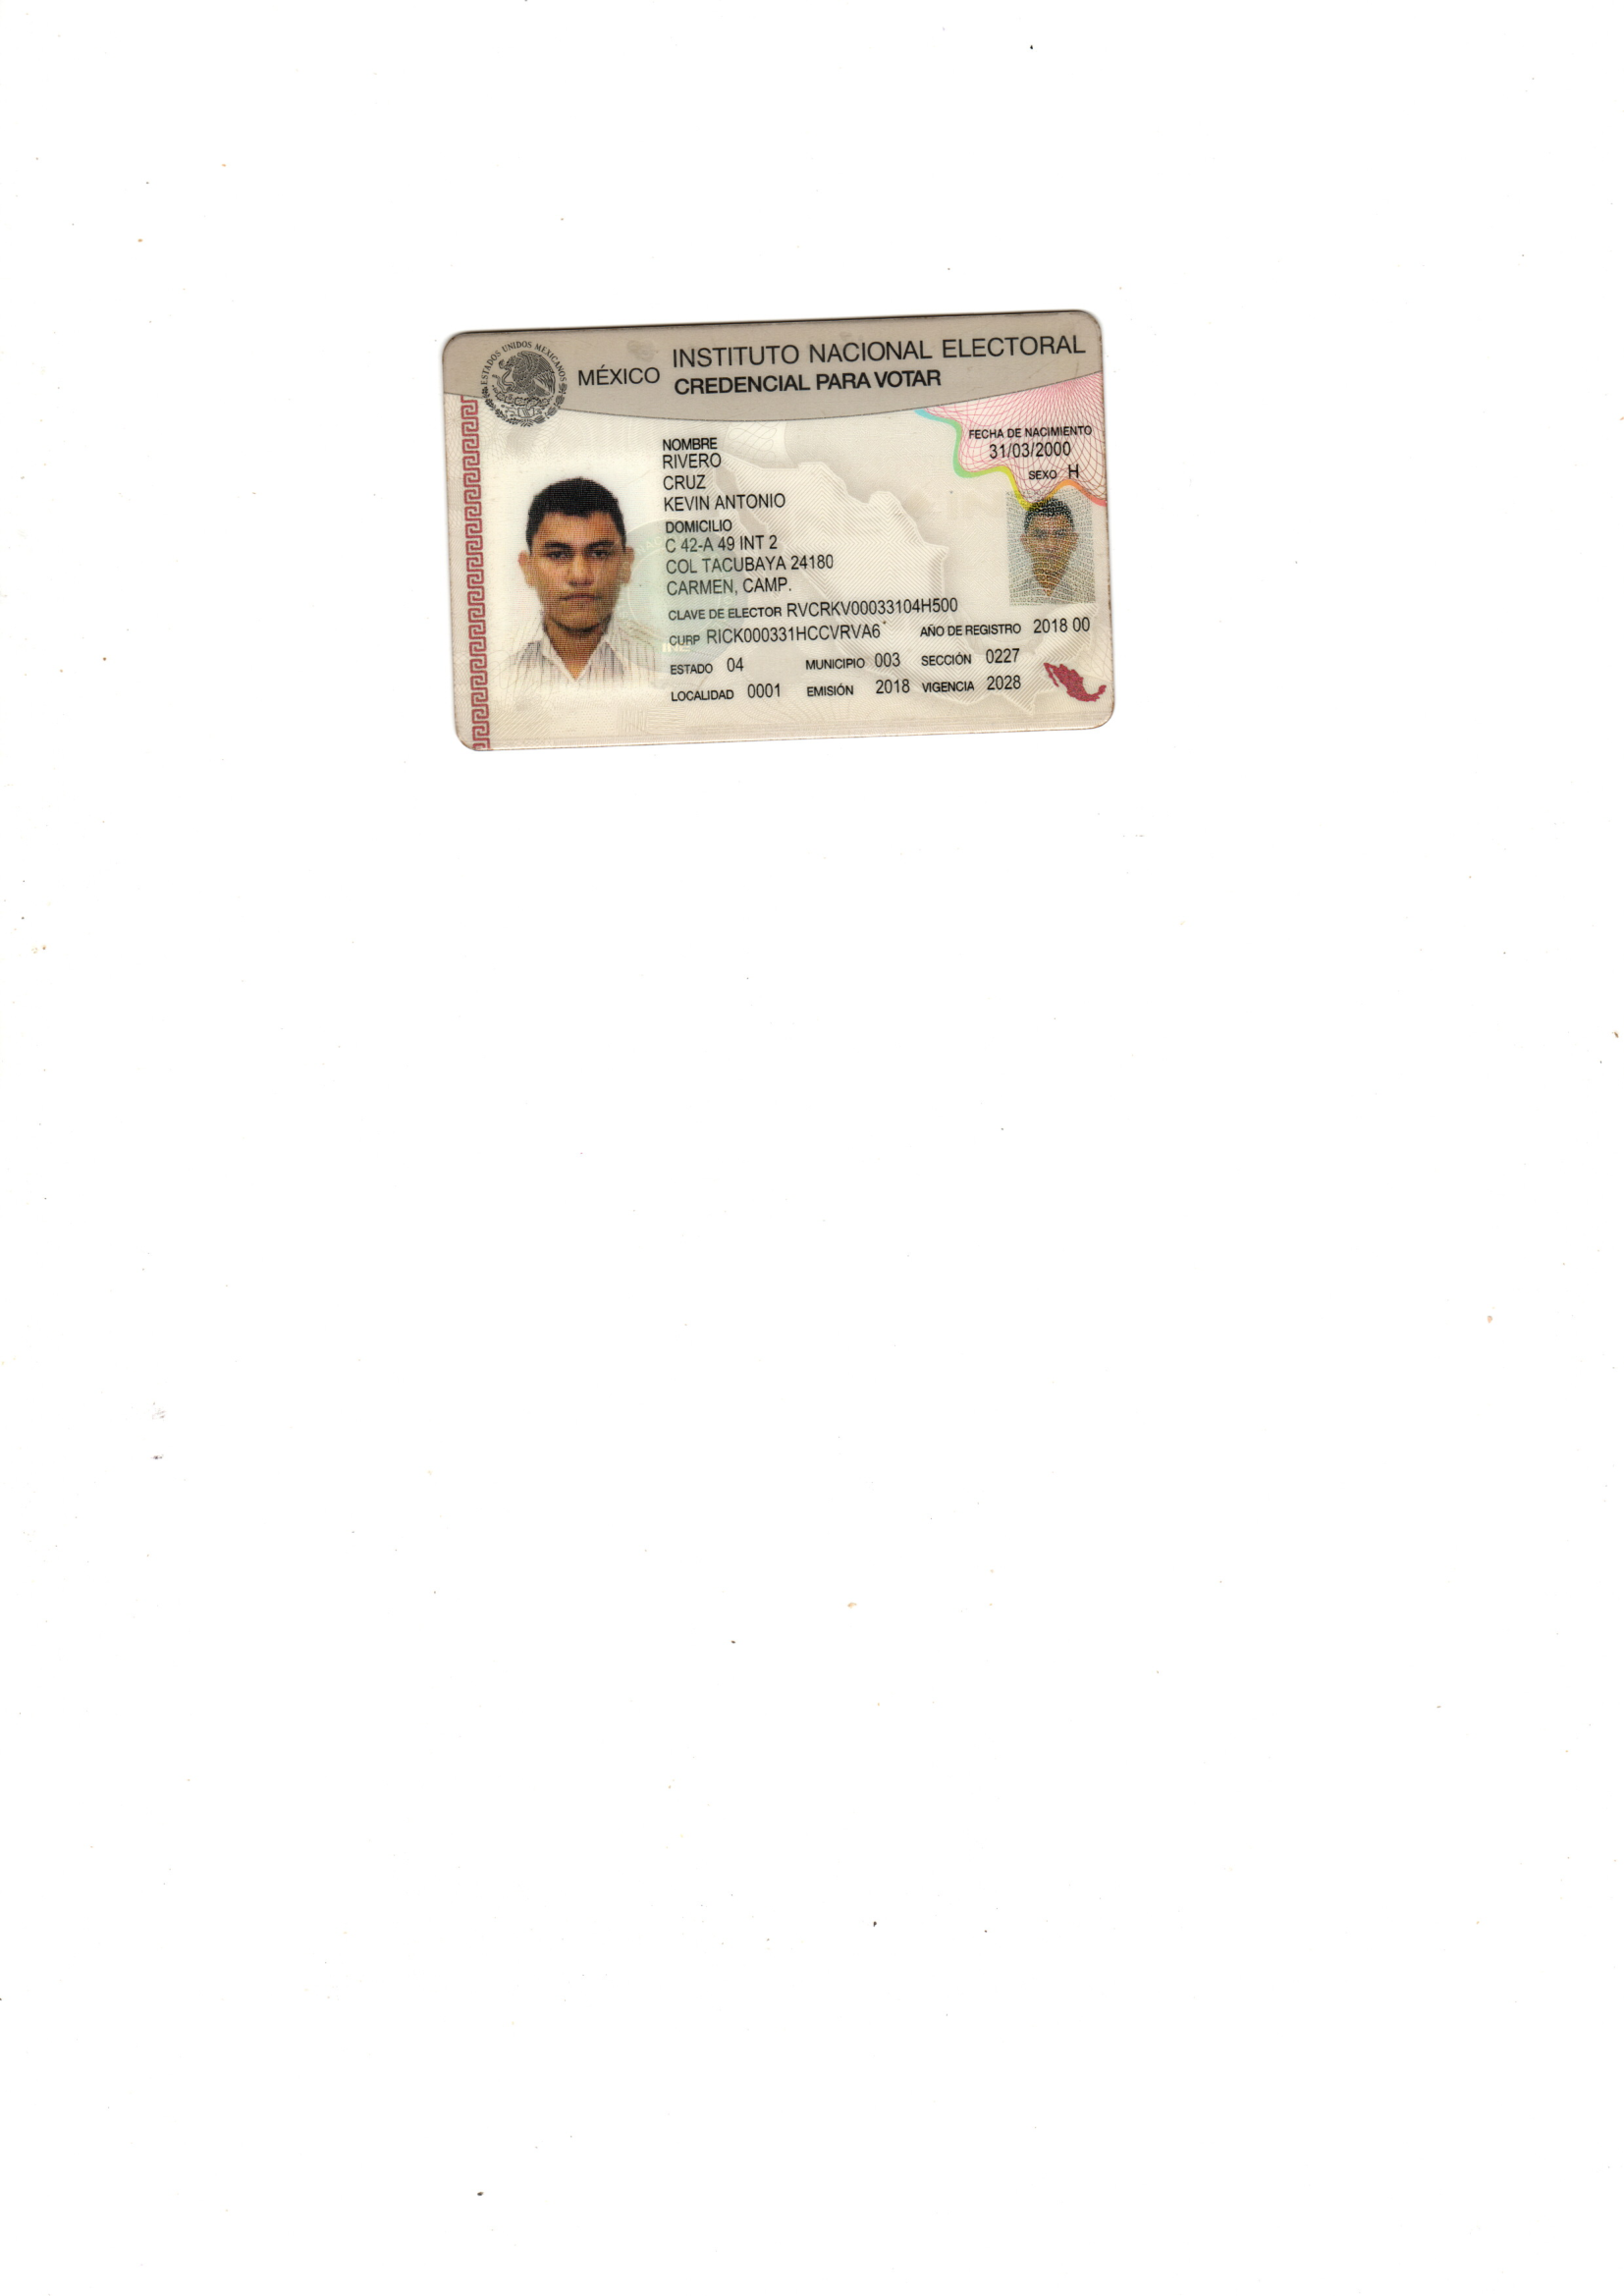 ESTADOS UNIDOS MEXICANOS
MÉXICO
INSTITUTO NACIONAL ELECTORAL
CREDENCIAL PARA VOTAR
FECHA DE NACIMIENTO
31/03/2000
SEXO H
NOMBRE
RIVERO
CRUZ
KEVIN ANTONIO
DOMICILIO
C 42-A 49 INT 2
COL TACUBAYA 24180
CARMEN, CAMP.
CLAVE DE ELECTOR RVCRKV00033104H500
CURP RICK000331HCCVRVA6 AÑO DE REGISTRO 2018 00
ESTADO 04 MUNICIPIO 003 SECCIÓN 0227
LOCALIDAD 0001 EMISIÓN 2018 VIGENCIA 2028